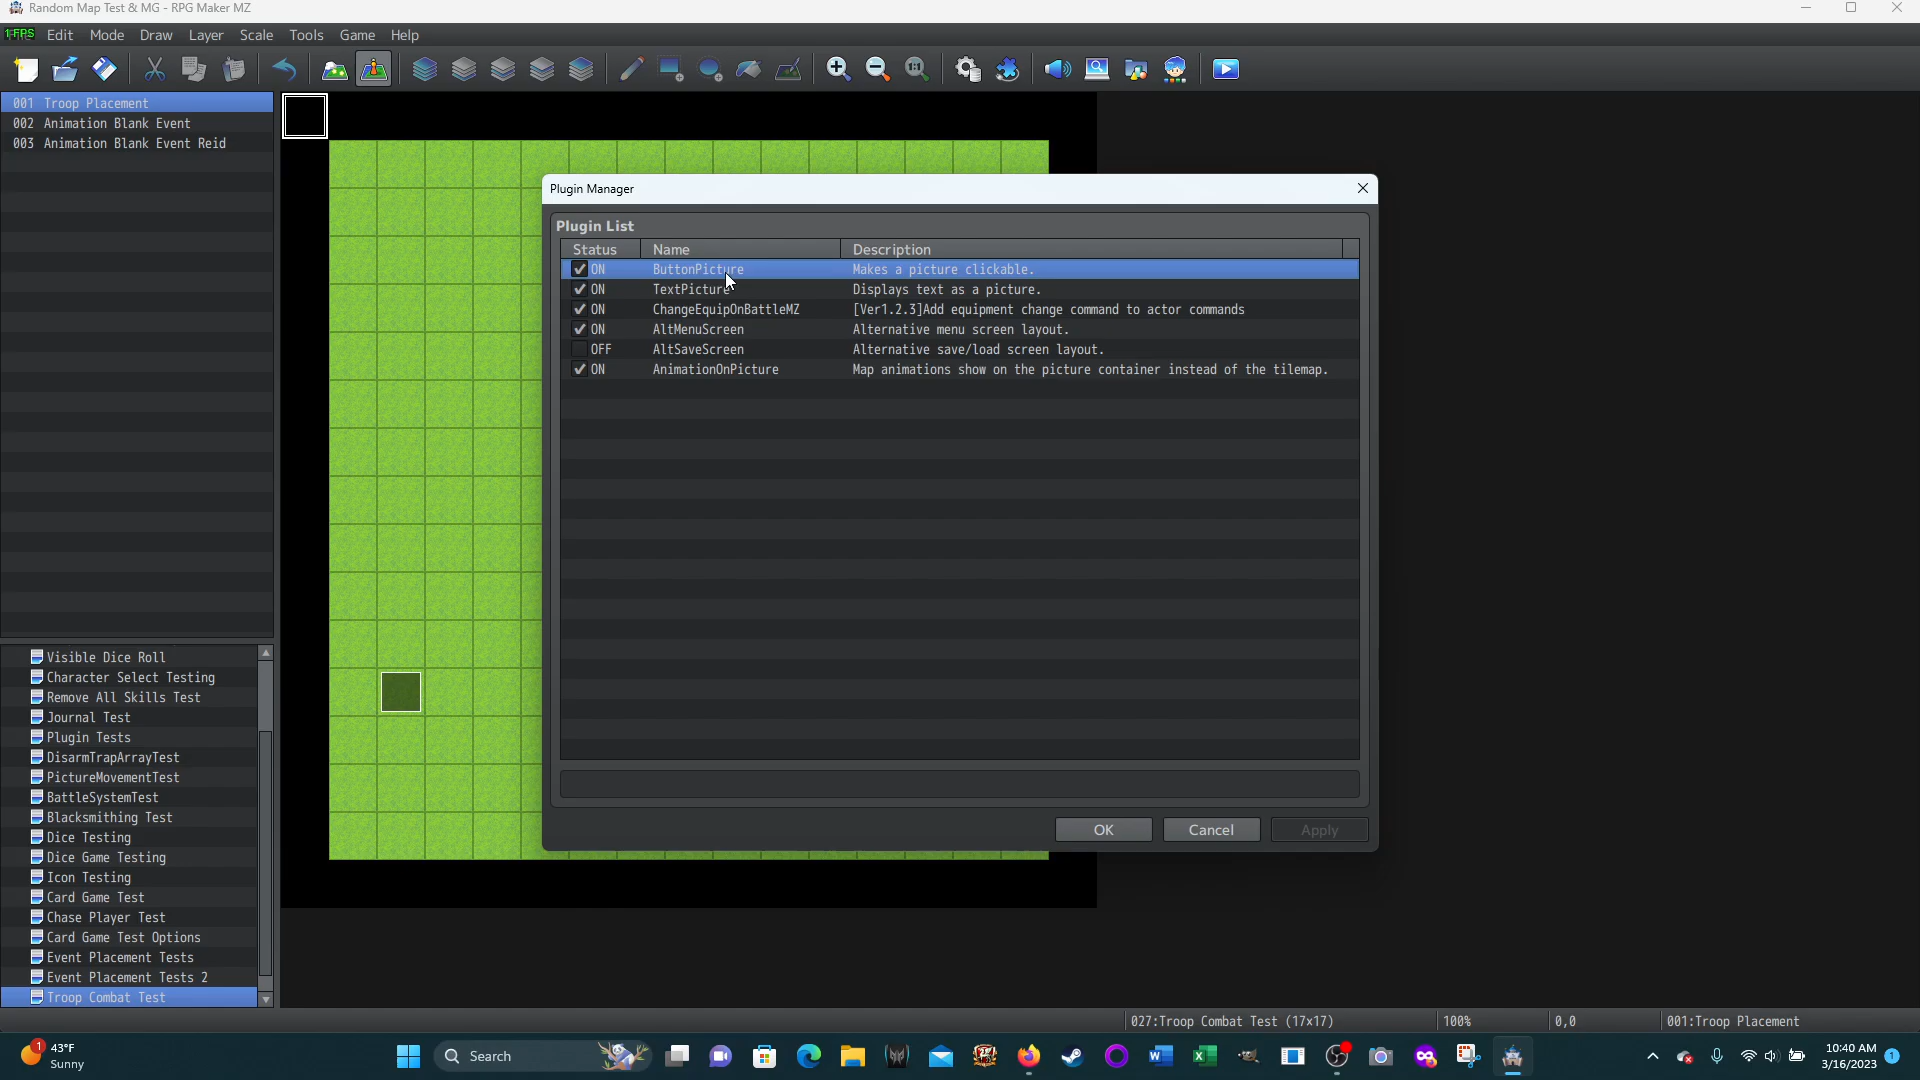 Random Map Test & MG - RPG Maker MZ
1 FPS Edit Mode Draw Layer Scale Tools Game Help
1:1
001 Troop Placement
002 Animation Blank Event
003 Animation Blank Event Reid
Plugin Manager
Plugin List
Status Name Description
ON ButtonPicture Makes a picture clickable.
ON TextPicture Displays text as a picture.
ON ChangeEquipOnBattleMZ [Ver1.2.3]Add equipment change command to actor commands
ON AltMenuScreen Alternative menu screen layout.
OFF AltSaveScreen Alternative save/load screen layout.
ON AnimationOnPicture Map animations show on the picture container instead of the tilemap.
OK Cancel Apply
Visible Dice Roll
Character Select Testing
Remove All Skills Test
Journal Test
Plugin Tests
DisarmTrapArrayTest
PictureMovementTest
BattleSystemTest
Blacksmithing Test
Dice Testing
Dice Game Testing
Icon Testing
Card Game Test
Chase Player Test
Card Game Test Options
Event Placement Tests
Event Placement Tests 2
Troop Combat Test
027:Troop Combat Test (17x17) 100% 0,0 001:Troop Placement
1
43°F
Sunny
Search
10:40 AM
3/16/2023
1